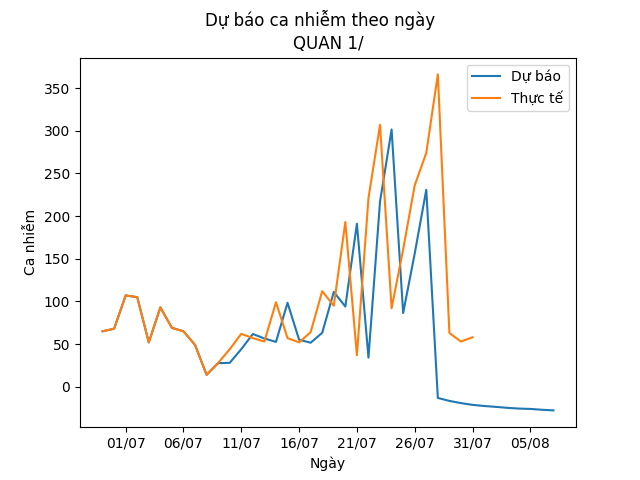 Dự báo ca nhiễm theo ngày
QUAN 1/
Dự báo
Thực tế
Ca nhiễm
350
300
250
200
150
100
50
0
01/07
06/07
11/07
16/07
21/07
26/07
31/07
05/08
Ngày